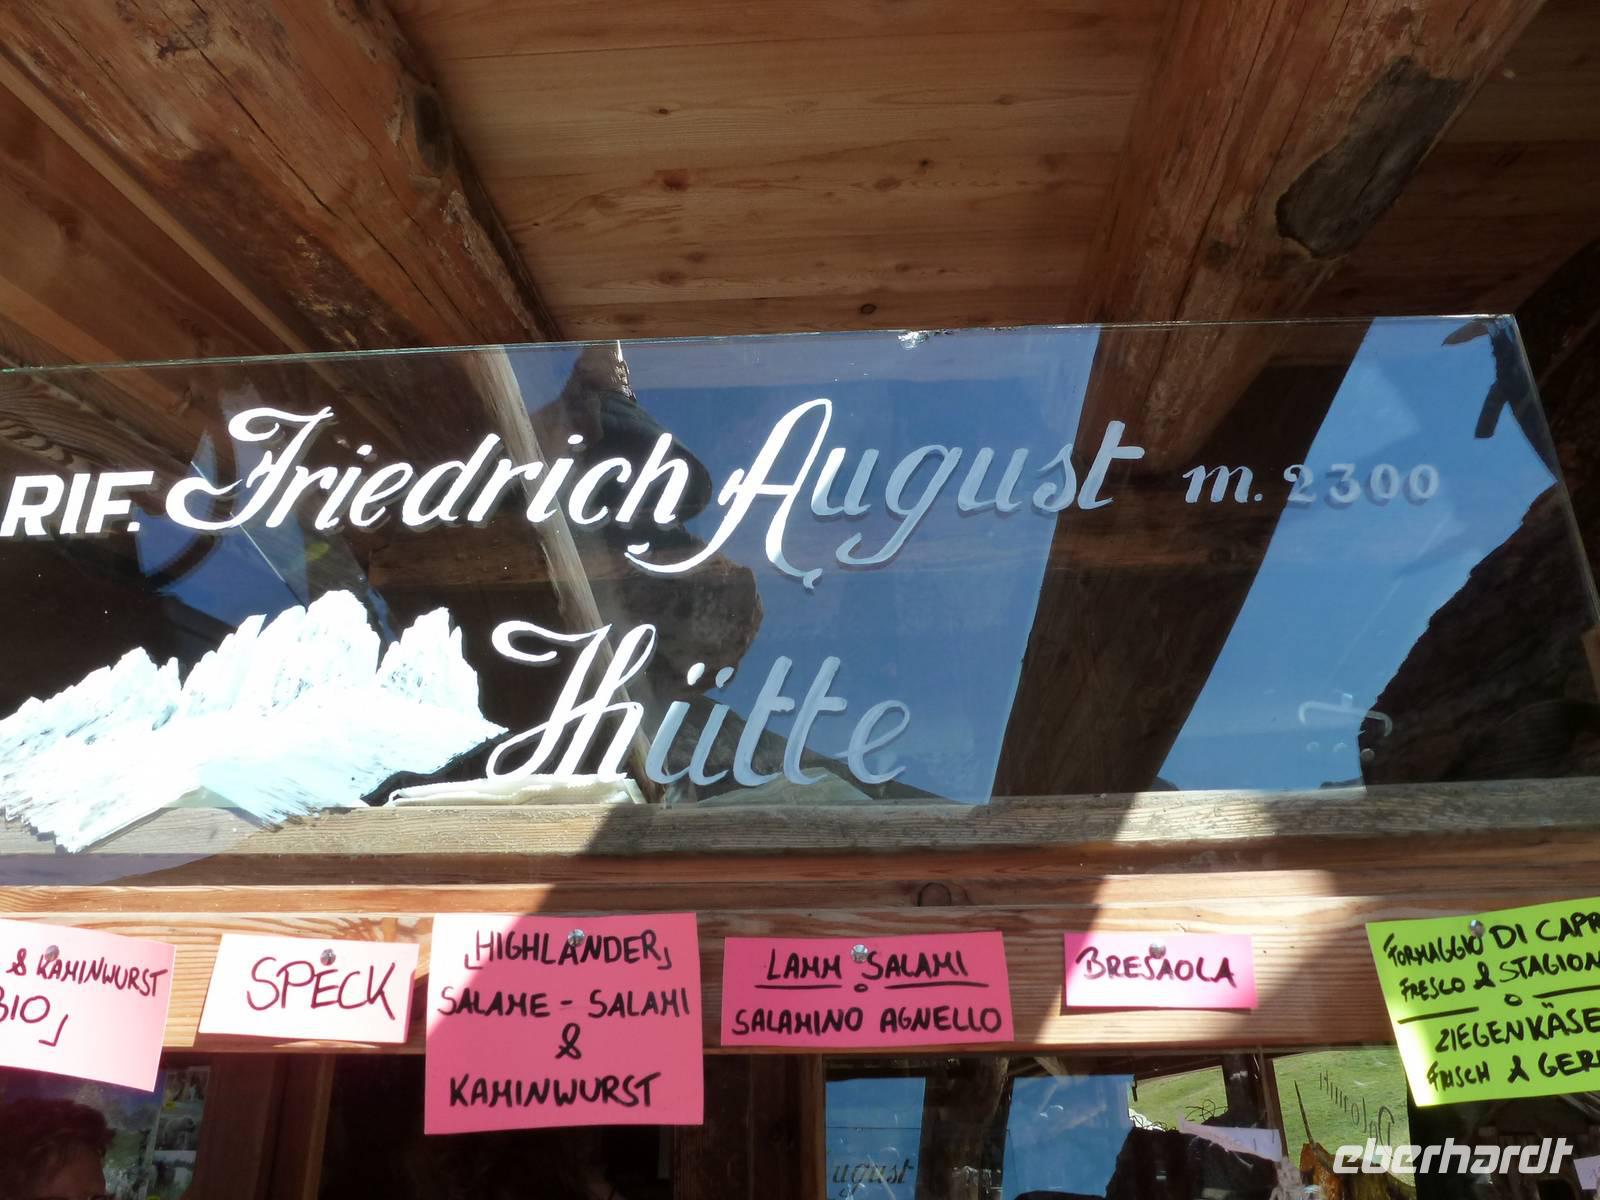 RIF. Friedrich August m. 2300
Hütte
& KAMINWURST
BIO
SPECK
HIGHLANDER
SALAME - SALAMI
&
KAMINWURST
LAMM SALAMI
SALAMINO AGNELLO
BRESAOLA
FORMAGGIO DI CAPR
FRESCO & STAGION
ZIEGENKÄSE
FRISCH & GER
ugust
eberhardt